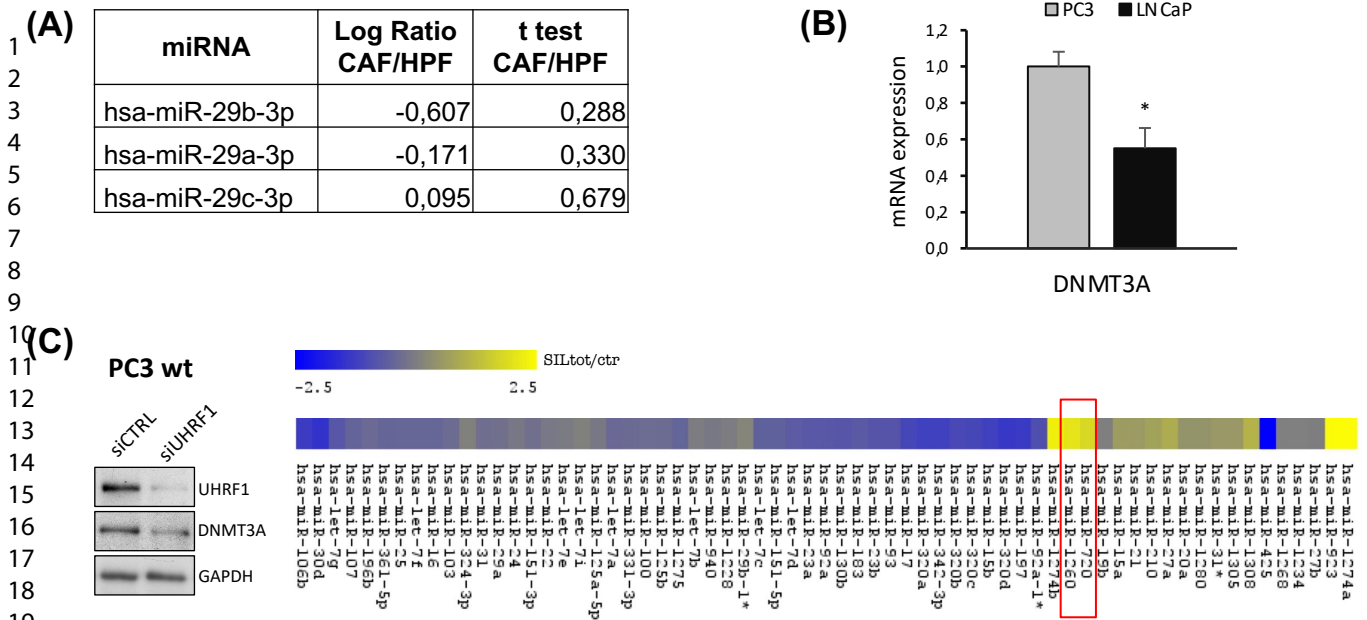 (A)
miRNA
Log Ratio CAF/HPF
t test CAF/HPF
hsa-miR-29b-3p -0,607 0,288
hsa-miR-29a-3p -0,171 0,330
hsa-miR-29c-3p 0,095 0,679
(B)
PC3 LNCaP
mRNA expression
1,2
1,0
0,8
0,6
0,4
0,2
0,0
*
DNMT3A
(C)
PC3 wt
siCTRL
siUHRF1
UHRF1
DNMT3A
GAPDH
SILtot/ctr
-2.5 2.5
hsa-miR-106b
hsa-miR-30d
hsa-let-7g
hsa-miR-107
hsa-miR-196b
hsa-miR-361-5p
hsa-miR-25
hsa-let-7f
hsa-miR-16
hsa-miR-103
hsa-miR-324-3p
hsa-miR-31
hsa-miR-29a
hsa-miR-24
hsa-miR-151-3p
hsa-miR-22
hsa-let-7e
hsa-let-7i
hsa-miR-125a-5p
hsa-let-7a
hsa-miR-331-3p
hsa-miR-100
hsa-miR-125b
hsa-miR-1275
hsa-let-7b
hsa-miR-940
hsa-miR-1228
hsa-miR-29b-1*
hsa-let-7c
hsa-miR-151-5p
hsa-let-7d
hsa-miR-23a
hsa-miR-92a
hsa-miR-130b
hsa-miR-183
hsa-miR-23b
hsa-miR-93
hsa-miR-17
hsa-miR-320a
hsa-miR-342-3p
hsa-miR-320b
hsa-miR-320c
hsa-miR-15b
hsa-miR-320d
hsa-miR-197
hsa-miR-92a-1*
hsa-miR-1274b
hsa-miR-1260
hsa-miR-720
hsa-miR-15a
hsa-miR-21
hsa-miR-210
hsa-miR-27a
hsa-miR-20a
hsa-miR-1280
hsa-miR-31*
hsa-miR-1305
hsa-miR-1308
hsa-miR-425
hsa-miR-1268
hsa-miR-1234
hsa-miR-27b
hsa-miR-923
hsa-miR-1274a
1
2
3
4
5
6
7
8
9
10
11
12
13
14
15
16
17
18